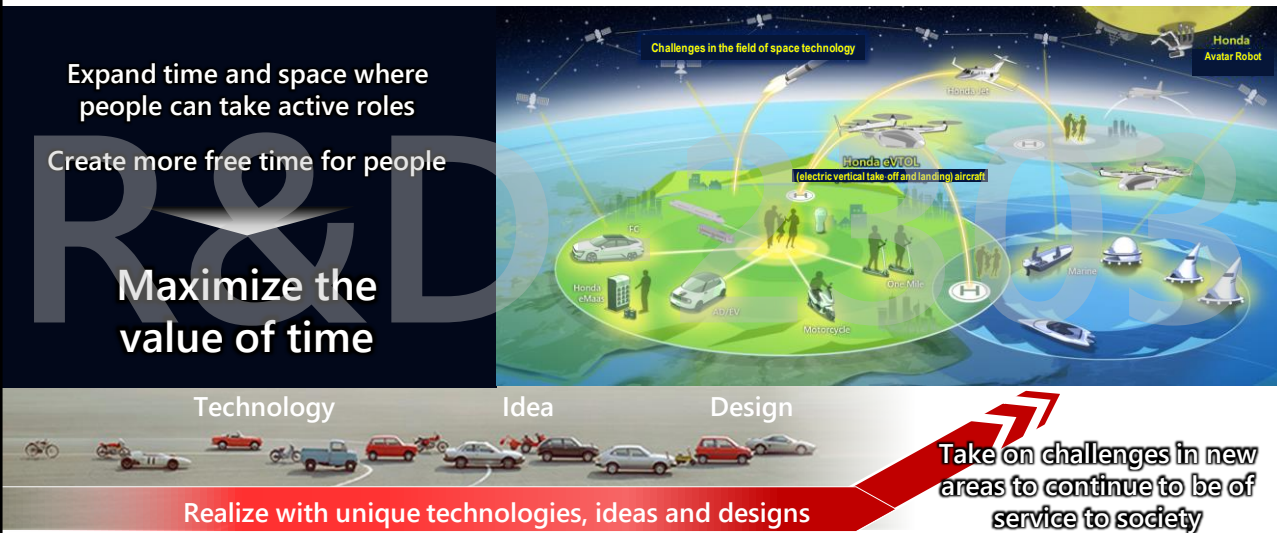 Expand time and space where
people can take active roles
Create more free time for people
Maximize the
value of time
Challenges in the field of space technology
Honda
Avatar Robot
Honda Jet
Honda eVTOL
(electric vertical take-off and landing) aircraft
FC
Honda
eMaas
AD/EV
Motorcycle
One Mile
Marine
H
H
H
R&D
Technology
Idea
Design
11
Realize with unique technologies, ideas and designs
Take on challenges in new
areas to continue to be of
service to society